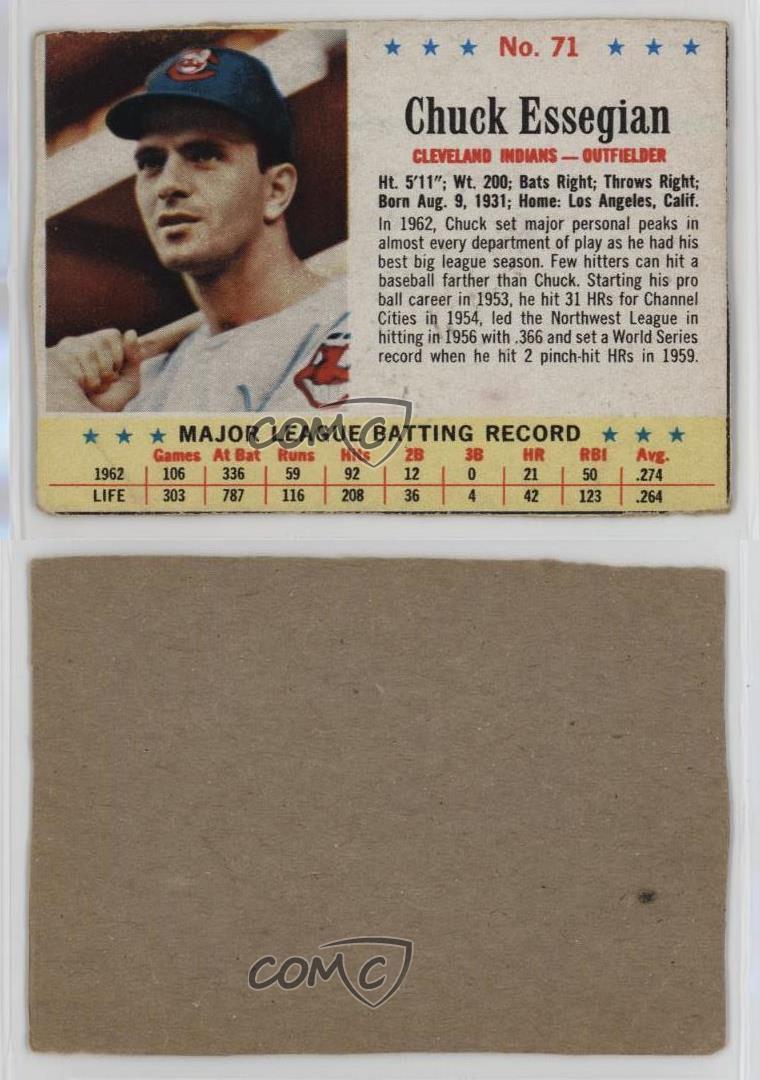 ★ ★ ★ No. 71 ★ ★ ★
Chuck Essegian
CLEVELAND INDIANS — OUTFIELDER
Ht. 5'11"; Wt. 200; Bats Right; Throws Right;
Born Aug. 9, 1931; Home: Los Angeles, Calif.
In 1962, Chuck set major personal peaks in
almost every department of play as he had his
best big league season. Few hitters can hit a
baseball farther than Chuck. Starting his pro
ball career in 1953, he hit 31 HRs for Channel
Cities in 1954, led the Northwest League in
hitting in 1956 with .366 and set a World Series
record when he hit 2 pinch-hit HRs in 1959.
★ ★ ★ MAJOR LEAGUE BATTING RECORD ★ ★ ★
Games At Bat Runs Hits 2B 3B HR RBI Avg.
1962 106 336 59 92 12 0 21 50 .274
LIFE 303 787 116 208 36 4 42 123 .264
COMC
COMC